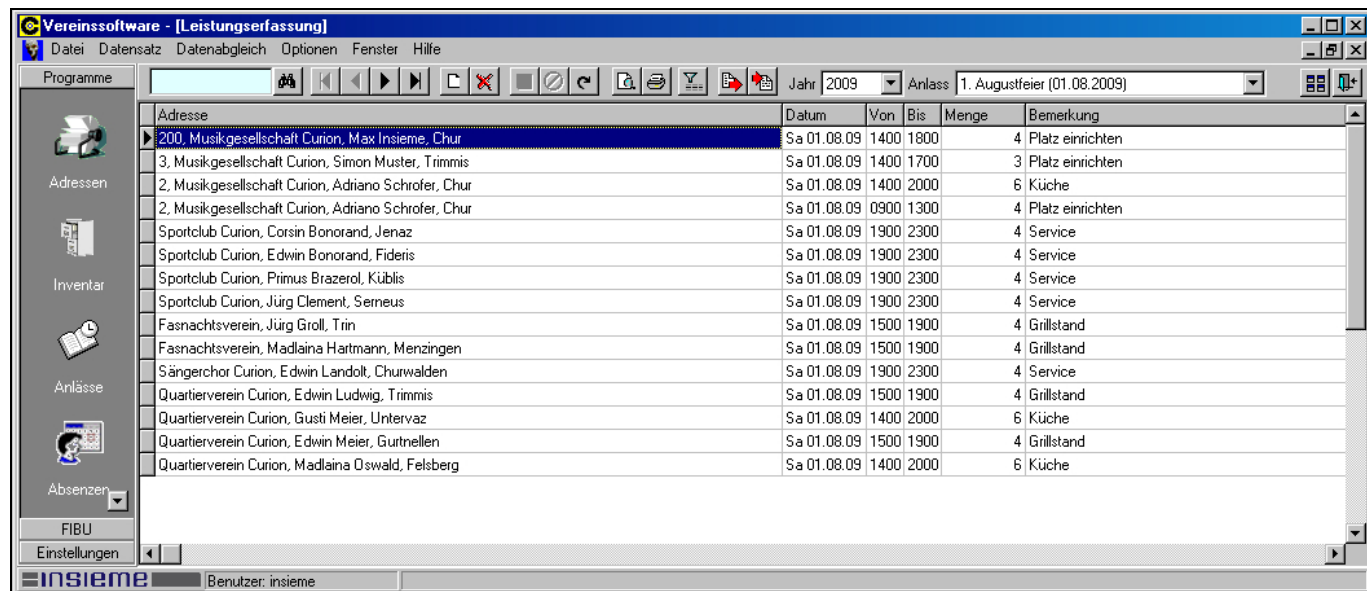 Vereinssoftware - [Leistungserfassung]
Datei Datensatz Datenabgleich Optionen Fenster Hilfe
Programme
Jahr 2009 Anlass 1. Augustfeier (01.08.2009)
Adresse Datum Von Bis Menge Bemerkung
200, Musikgesellschaft Curion, Max Insieme, Chur Sa 01.08.09 1400 1800 4 Platz einrichten
3, Musikgesellschaft Curion, Simon Muster, Trimmis Sa 01.08.09 1400 1700 3 Platz einrichten
2, Musikgesellschaft Curion, Adriano Schrofer, Chur Sa 01.08.09 1400 2000 6 Küche
2, Musikgesellschaft Curion, Adriano Schrofer, Chur Sa 01.08.09 0900 1300 4 Platz einrichten
Sportclub Curion, Corsin Bonorand, Jenaz Sa 01.08.09 1900 2300 4 Service
Sportclub Curion, Edwin Bonorand, Fideris Sa 01.08.09 1900 2300 4 Service
Sportclub Curion, Primus Brazerol, Küblis Sa 01.08.09 1900 2300 4 Service
Sportclub Curion, Jürg Clement, Serneus Sa 01.08.09 1900 2300 4 Service
Fasnachtsverein, Jürg Groll, Trin Sa 01.08.09 1500 1900 4 Grillstand
Fasnachtsverein, Madlaina Hartmann, Menzingen Sa 01.08.09 1500 1900 4 Grillstand
Sängerchor Curion, Edwin Landolt, Churwalden Sa 01.08.09 1900 2300 4 Service
Quartierverein Curion, Edwin Ludwig, Trimmis Sa 01.08.09 1500 1900 4 Grillstand
Quartierverein Curion, Gusti Meier, Untervaz Sa 01.08.09 1400 2000 6 Küche
Quartierverein Curion, Edwin Meier, Gurtnellen Sa 01.08.09 1500 1900 4 Grillstand
Quartierverein Curion, Madlaina Oswald, Felsberg Sa 01.08.09 1400 2000 6 Küche
Adressen
Inventar
Anlässe
Absenzen
FIBU
Einstellungen
insieme Benutzer: insieme